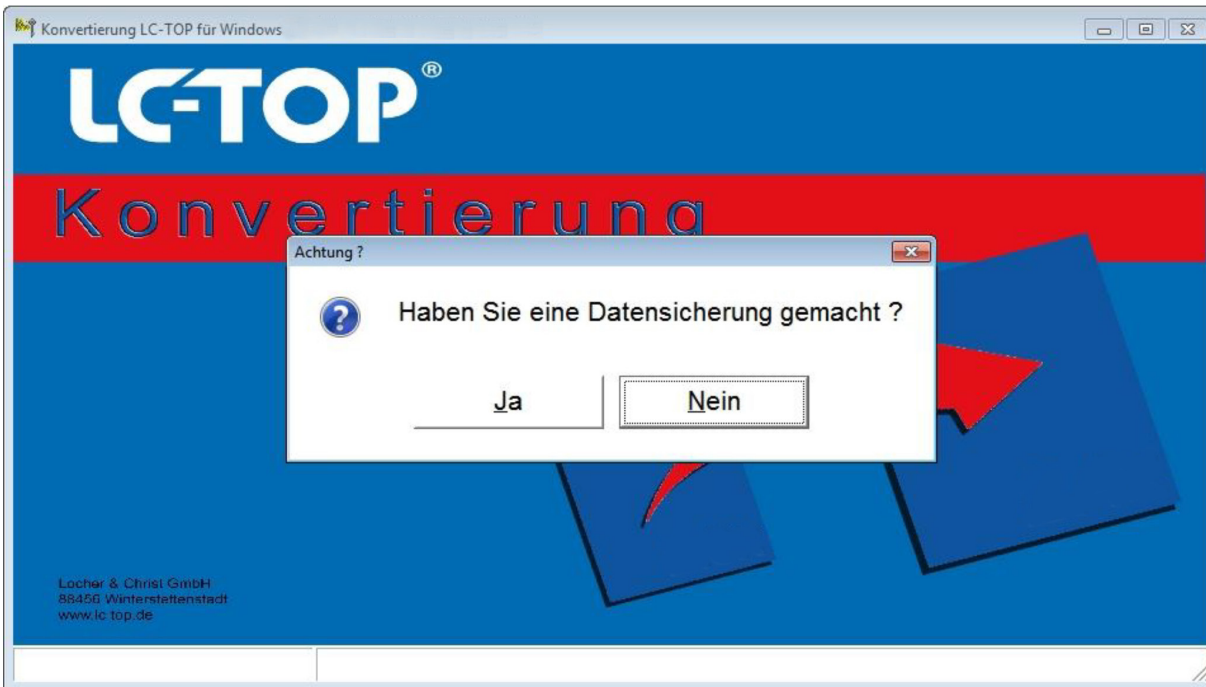 Konvertierung LC-TOP für Windows
LC-TOP®
Konvertierung
Achtung ?
Haben Sie eine Datensicherung gemacht ?
Ja
Nein
Locher & Christ GmbH
88456 Winterstettenstadt
www.lc-top.de